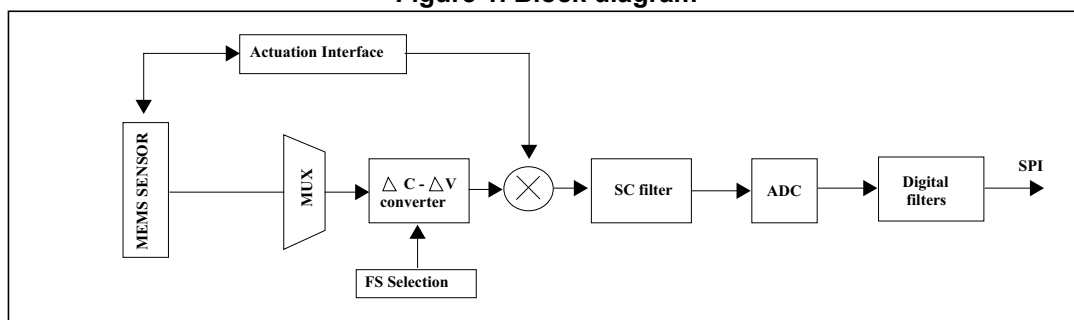 Figure 1. Block diagram
Actuation Interface
MEMS SENSOR
MUX
△ C - △V
converter
SC filter
ADC
Digital
filters
SPI
FS Selection